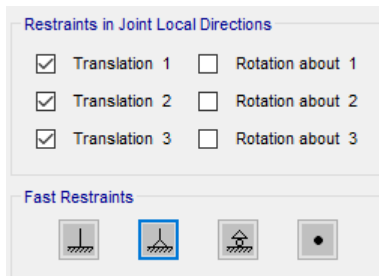 Restraints in Joint Local Directions
Translation 1 Rotation about 1
Translation 2 Rotation about 2
Translation 3 Rotation about 3
Fast Restraints